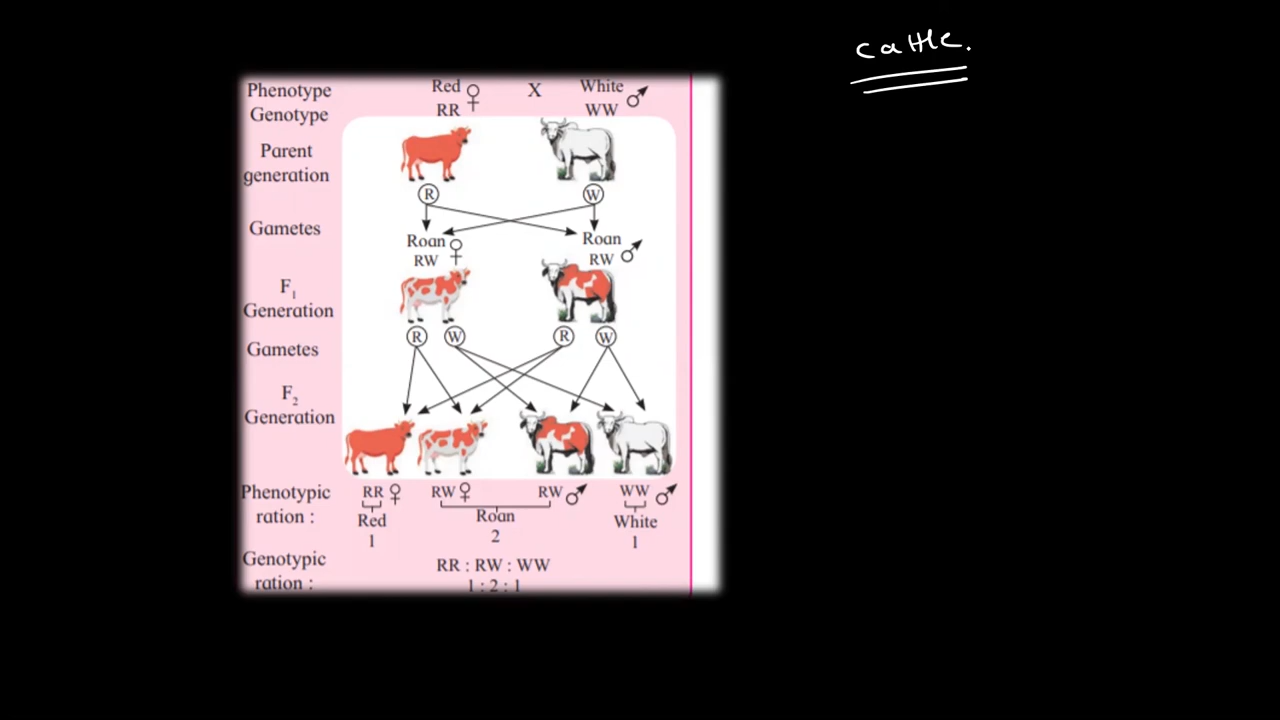 cattle.
Phenotype Red ♀ X White ♂
Genotype RR WW
Parent
generation
R W
Gametes
Roan ♀ Roan ♂
RW RW
F₁
Generation
R W R W
Gametes
F₂
Generation
Phenotypic RR ♀ RW ♀ RW ♂ WW ♂
ration : Red Roan White
1 2 1
Genotypic RR : RW : WW
ration : 1 : 2 : 1